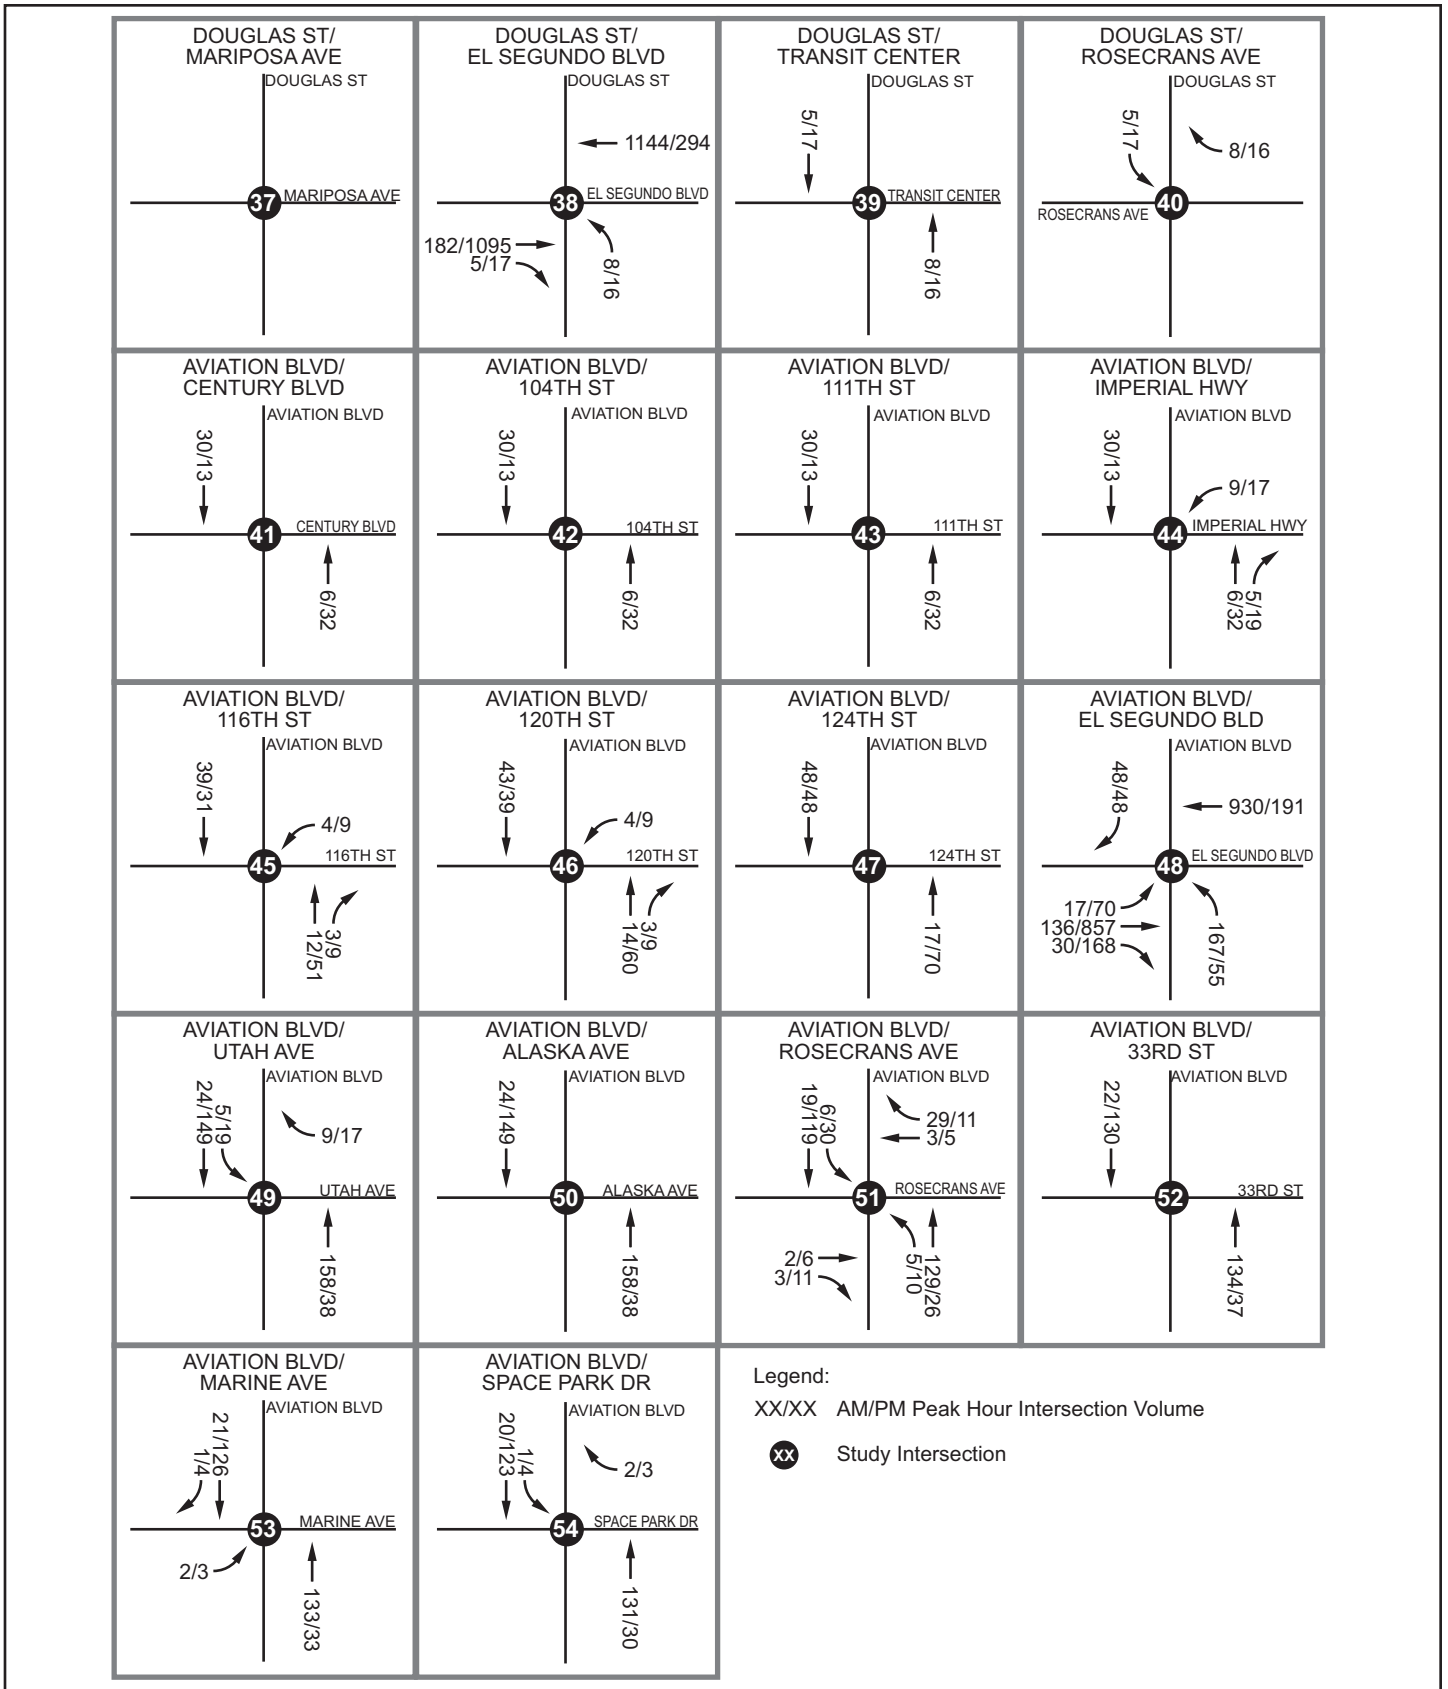 DOUGLAS ST/
MARIPOSA AVE
DOUGLAS ST
37
MARIPOSA AVE
DOUGLAS ST/
EL SEGUNDO BLVD
DOUGLAS ST
1144/294
38
EL SEGUNDO BLVD
182/1095
5/17
8/16
DOUGLAS ST/
TRANSIT CENTER
DOUGLAS ST
5/17
39
TRANSIT CENTER
8/16
DOUGLAS ST/
ROSECRANS AVE
DOUGLAS ST
5/17
8/16
40
ROSECRANS AVE
AVIATION BLVD/
CENTURY BLVD
AVIATION BLVD
30/13
41
CENTURY BLVD
6/32
AVIATION BLVD/
104TH ST
AVIATION BLVD
30/13
42
104TH ST
6/32
AVIATION BLVD/
111TH ST
AVIATION BLVD
30/13
43
111TH ST
6/32
AVIATION BLVD/
IMPERIAL HWY
AVIATION BLVD
30/13
9/17
44
IMPERIAL HWY
6/32
5/19
AVIATION BLVD/
116TH ST
AVIATION BLVD
39/31
4/9
45
116TH ST
12/51
3/9
AVIATION BLVD/
120TH ST
AVIATION BLVD
43/39
4/9
46
120TH ST
14/60
3/9
AVIATION BLVD/
124TH ST
AVIATION BLVD
48/48
47
124TH ST
17/70
AVIATION BLVD/
EL SEGUNDO BLD
AVIATION BLVD
48/48
930/191
48
EL SEGUNDO BLVD
17/70
136/857
30/168
167/55
AVIATION BLVD/
UTAH AVE
AVIATION BLVD
24/149
5/19
9/17
49
UTAH AVE
158/38
AVIATION BLVD/
ALASKA AVE
AVIATION BLVD
24/149
50
ALASKA AVE
158/38
AVIATION BLVD/
ROSECRANS AVE
AVIATION BLVD
19/119
6/30
29/11
3/5
51
ROSECRANS AVE
2/6
3/11
5/10
129/26
AVIATION BLVD/
33RD ST
AVIATION BLVD
22/130
52
33RD ST
134/37
AVIATION BLVD/
MARINE AVE
AVIATION BLVD
1/4
21/126
53
MARINE AVE
2/3
133/33
AVIATION BLVD/
SPACE PARK DR
AVIATION BLVD
20/123
1/4
2/3
54
SPACE PARK DR
131/30
Legend:
XX/XX AM/PM Peak Hour Intersection Volume
XX Study Intersection